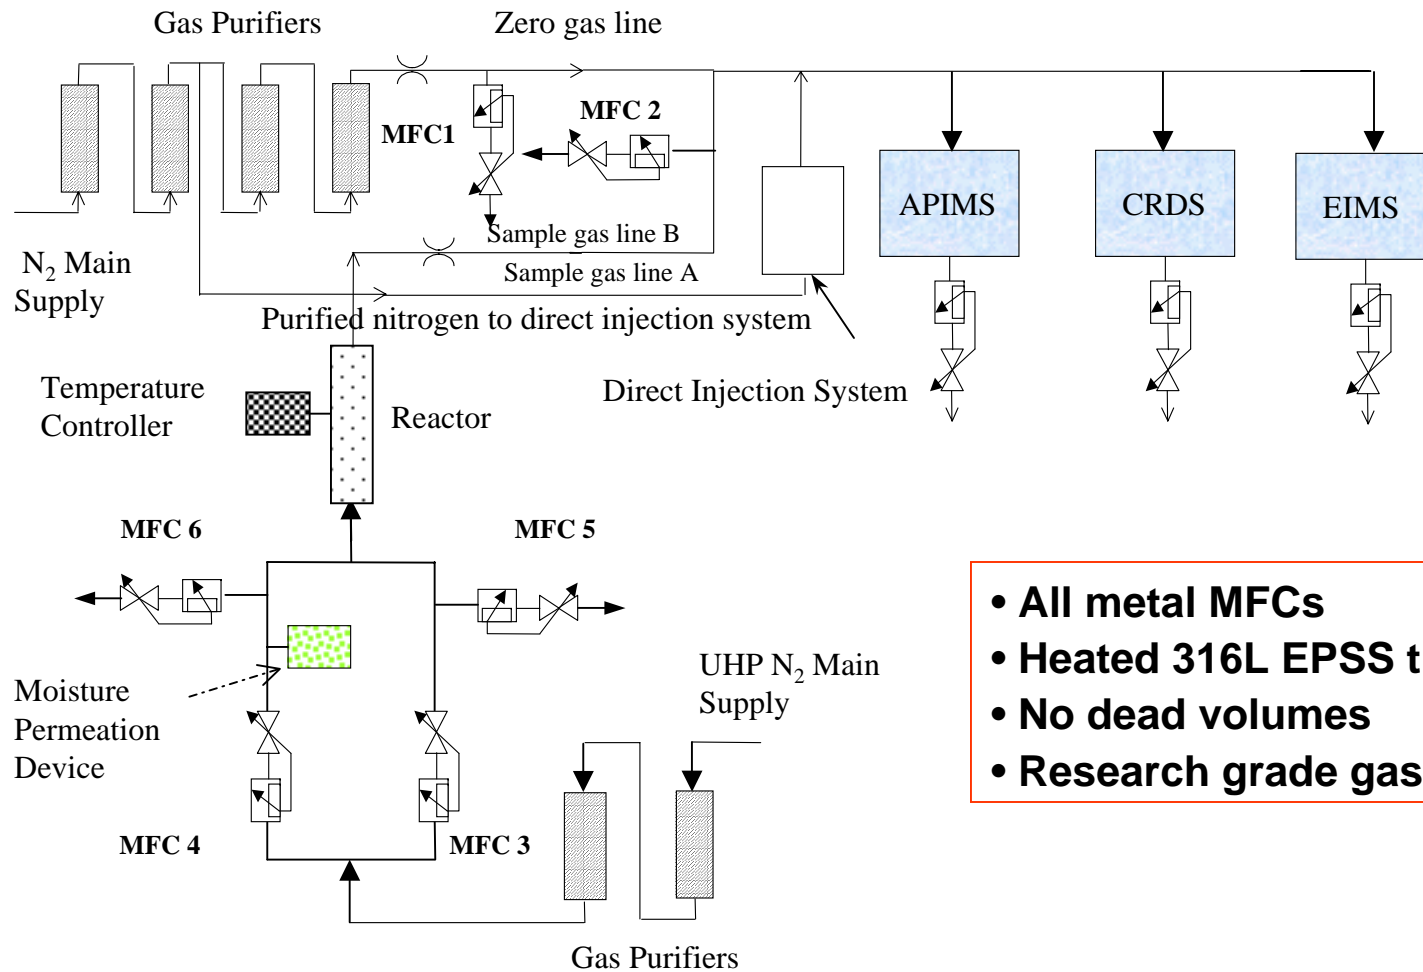 Gas Purifiers
Zero gas line
MFC1
MFC 2
Sample gas line B
Sample gas line A
N₂ Main
Supply
Purified nitrogen to direct injection system
APIMS
CRDS
EIMS
Direct Injection System
Temperature
Controller
Reactor
MFC 6
MFC 5
Moisture
Permeation
Device
UHP N₂ Main
Supply
MFC 4
MFC 3
Gas Purifiers
• All metal MFCs
• Heated 316L EPSS t
• No dead volumes
• Research grade gas